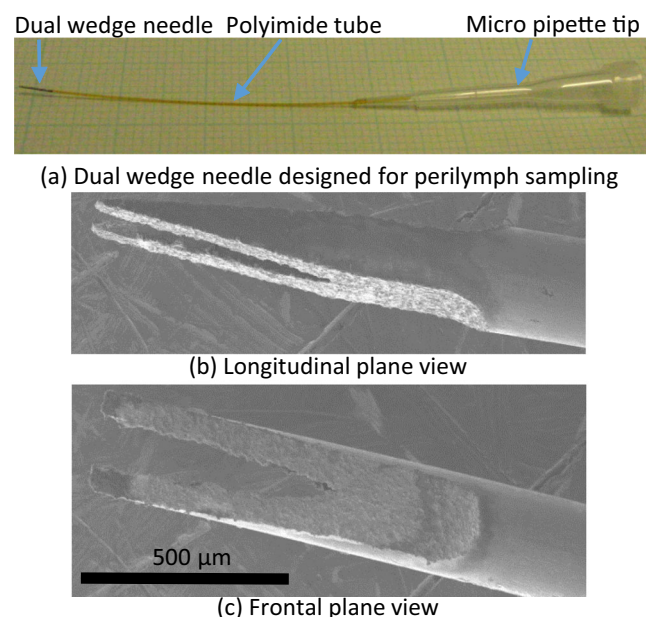 Dual wedge needle Polyimide tube Micro pipette tip
(a) Dual wedge needle designed for perilymph sampling
(b) Longitudinal plane view
500 μm
(c) Frontal plane view